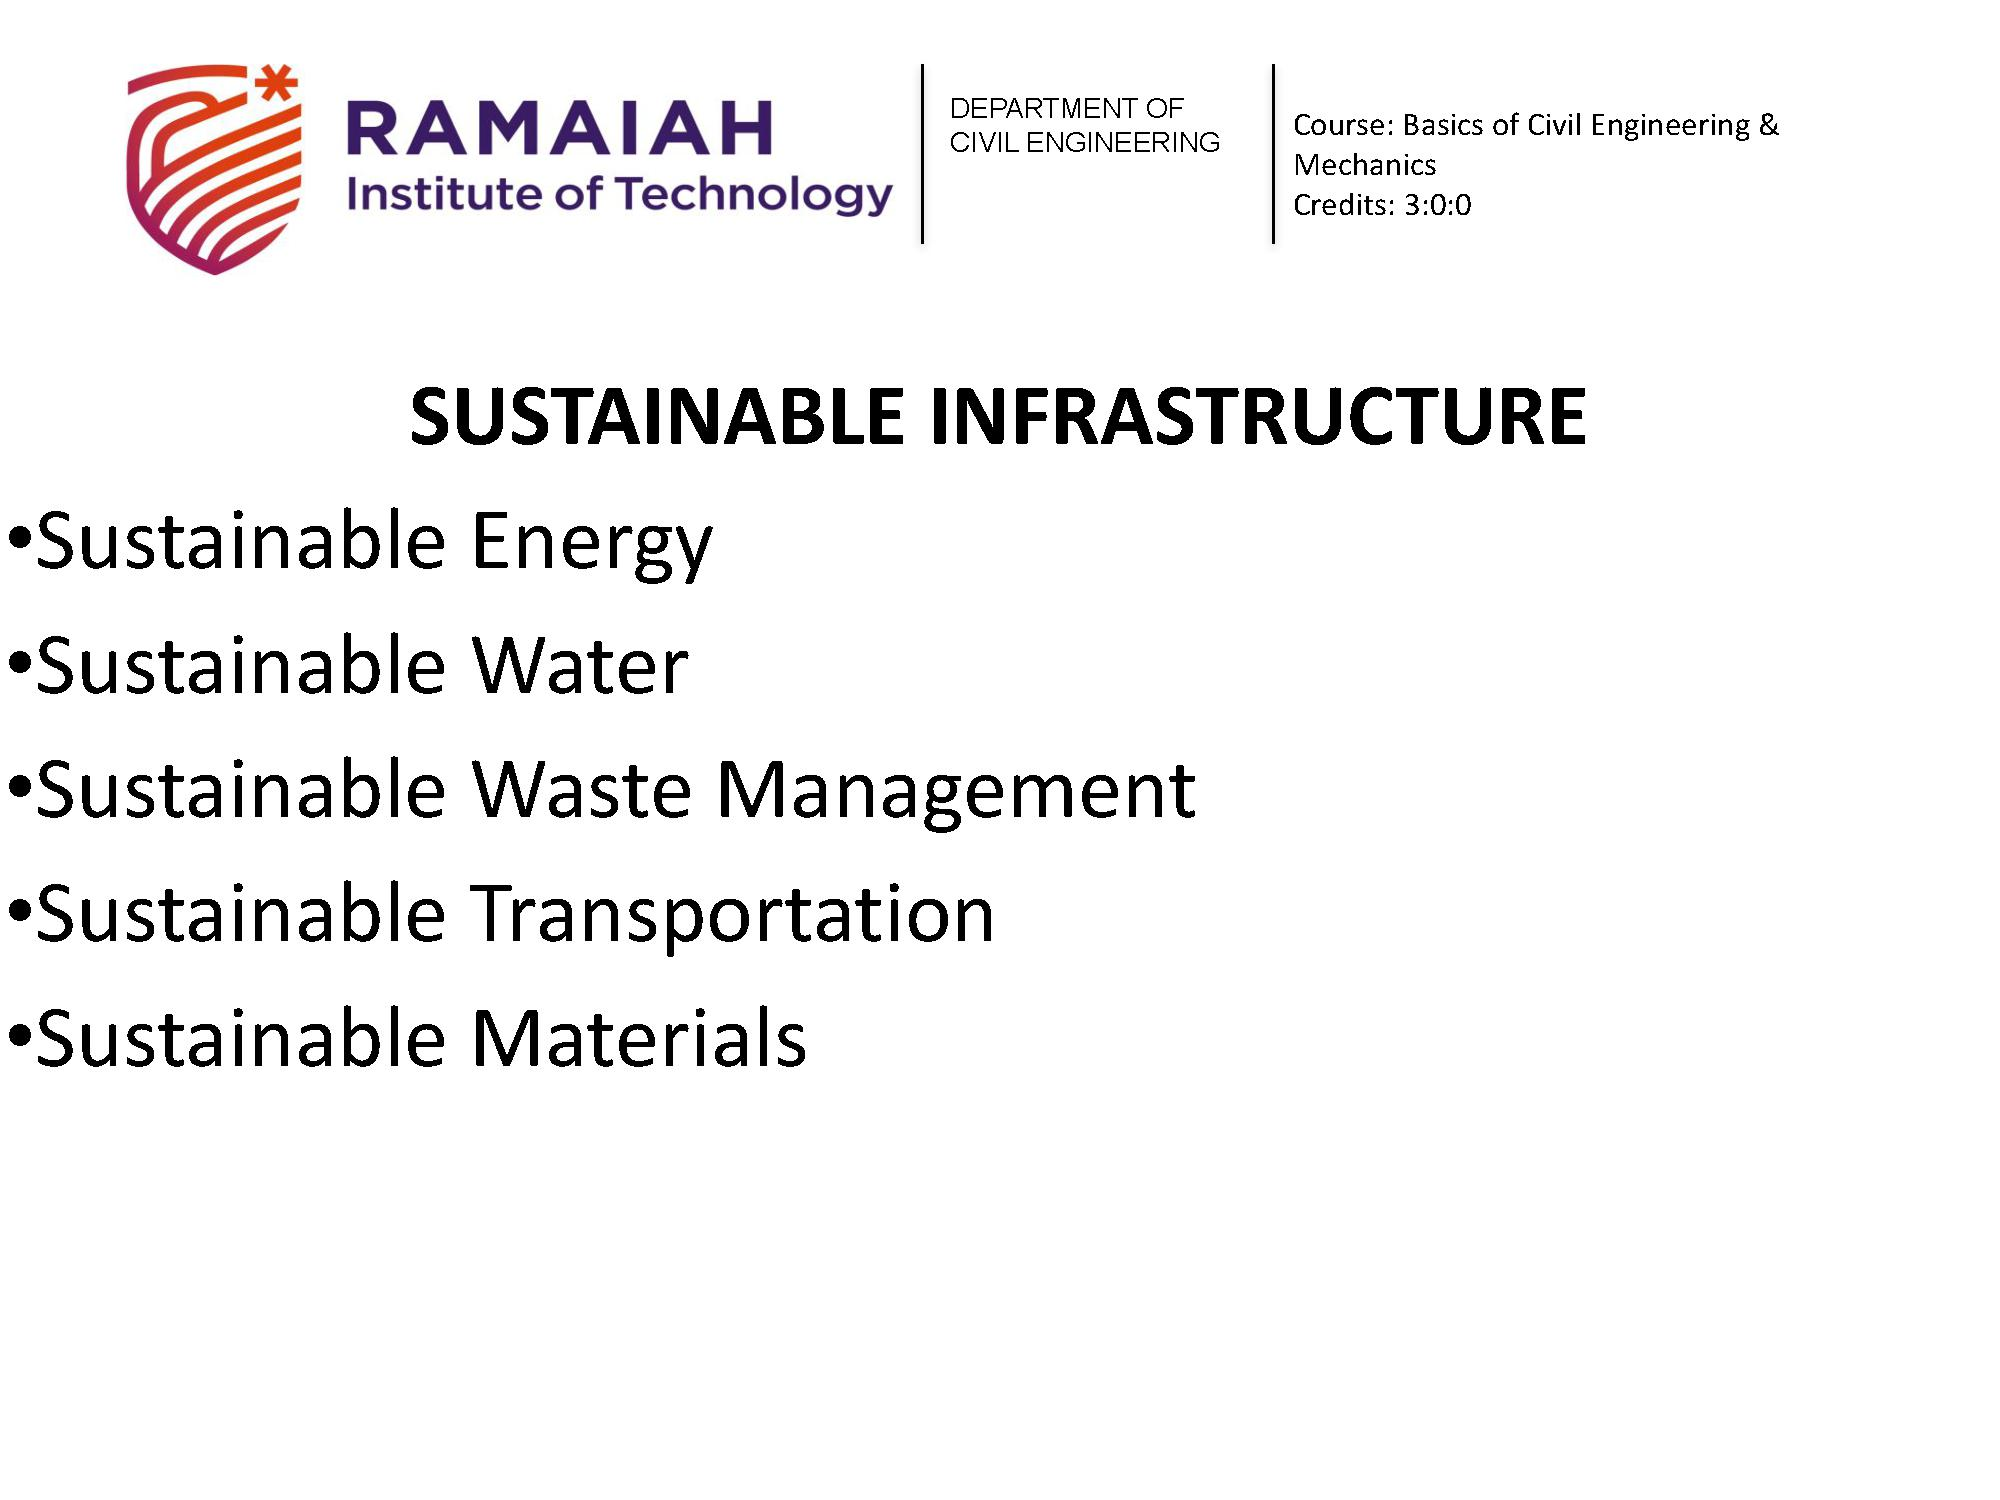 RAMAIAH
Institute of Technology
DEPARTMENT OF
CIVIL ENGINEERING
Course: Basics of Civil Engineering &
Mechanics
Credits: 3:0:0
SUSTAINABLE INFRASTRUCTURE
•Sustainable Energy
•Sustainable Water
•Sustainable Waste Management
•Sustainable Transportation
•Sustainable Materials